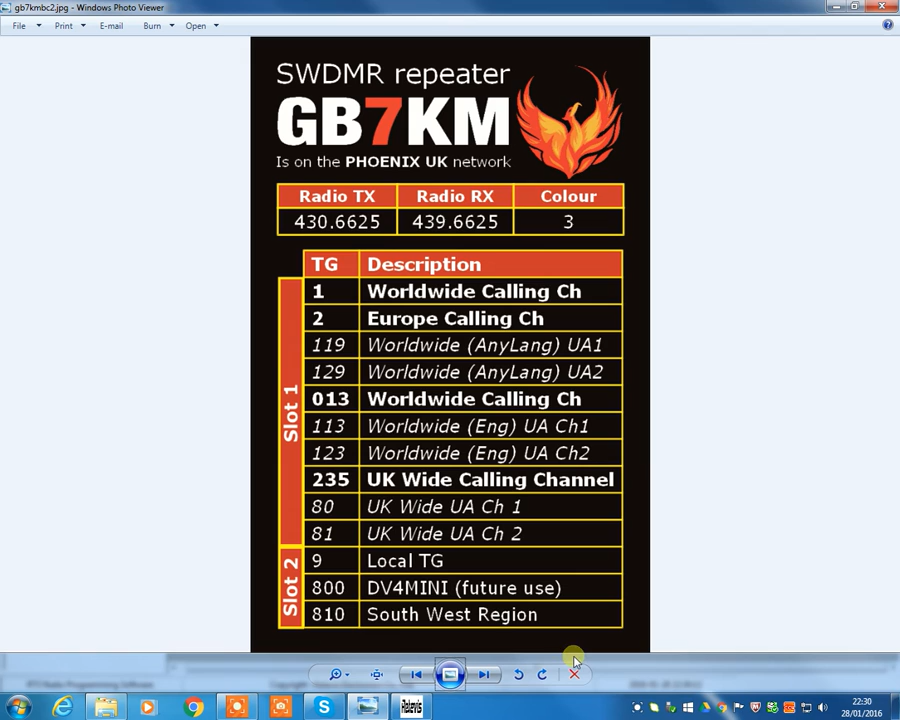 gb7kmbc2.jpg - Windows Photo Viewer
File Print E-mail Burn Open
SWDMR repeater
GB7KM
Is on the PHOENIX UK network
Radio TX Radio RX Colour
430.6625 439.6625 3
TG Description
Slot 1
1 Worldwide Calling Ch
2 Europe Calling Ch
119 Worldwide (AnyLang) UA1
129 Worldwide (AnyLang) UA2
013 Worldwide Calling Ch
113 Worldwide (Eng) UA Ch1
123 Worldwide (Eng) UA Ch2
235 UK Wide Calling Channel
80 UK Wide UA Ch 1
81 UK Wide UA Ch 2
Slot 2
9 Local TG
800 DV4MINI (future use)
810 South West Region
Retevis
22:30
28/01/2016